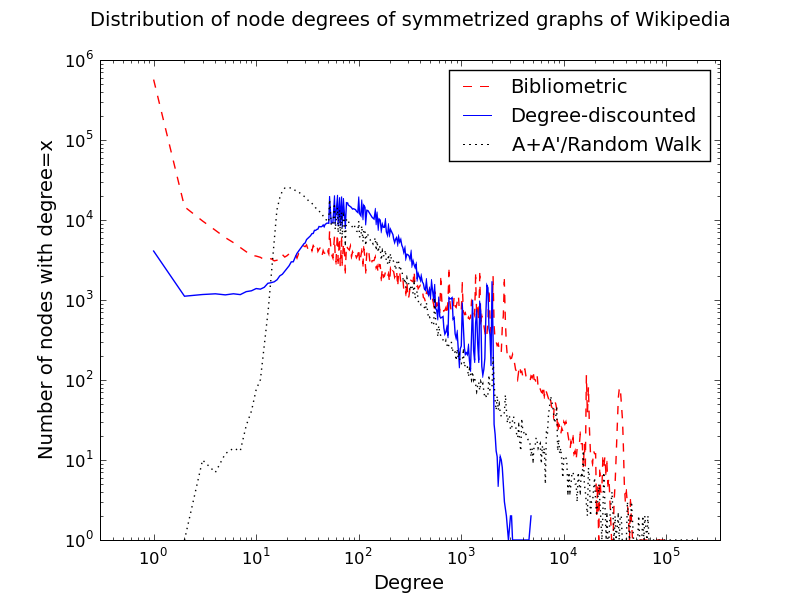 Distribution of node degrees of symmetrized graphs of Wikipedia
Number of nodes with degree=x
10^6
10^5
10^4
10^3
10^2
10^1
10^0
Bibliometric
Degree-discounted
A+A'/Random Walk
10^0 10^1 10^2 10^3 10^4 10^5
Degree